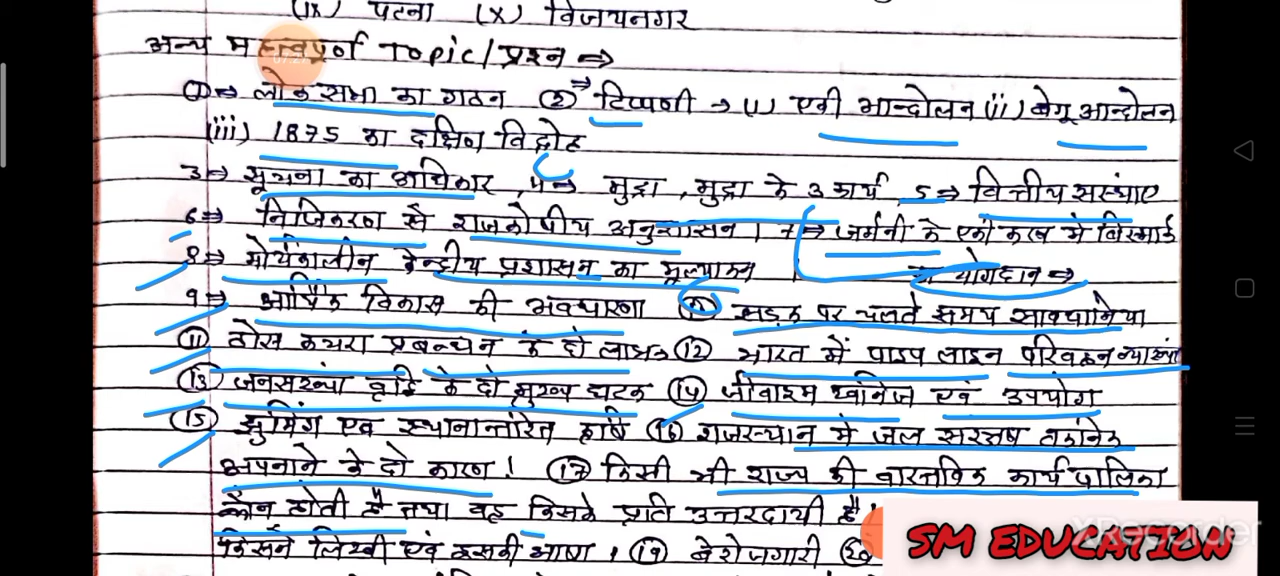 (ix) पटना (x) विजयनगर
अन्य महत्त्वपूर्ण Topic/प्रश्न ⇒
①⇒ लोकसभा का गठन ②⇒ टिप्पणी → (i) एकी आन्दोलन (ii) बेगू आन्दोलन
(iii) 1875 का दक्षिण विद्रोह
3⇒ सूचना का अधिकार, 4⇒ मुद्रा, मुद्रा के 3 कार्य, 5⇒ वित्तीय संस्थाए
6⇒ निजिकरण से राजकोषीय अनुशासन। 7⇒ जर्मनी के एकीकरण मे बिस्मार्क
8⇒ मौर्यकालीन केन्द्रीय प्रशासन का मूल्यांकन का योगदान ⇒
9⇒ आर्थिक विकास की अवधारणा ⑩ सड़क पर चलते समय सावधानिया
⑪ ठोस कचरा प्रबन्धन के दो लाभ ⑫ भारत में पाइप लाइन परिवहन व्याख्या
⑬ जनसंख्या वृद्धि के दो मुख्य घटक ⑭ जीवाश्म खनिज एवं उपयोग
⑮ झुमिंग एवं स्थानान्तरित कृषि ⑯ राजस्थान मे जल संरक्षण तकनिक
अपनाने के दो कारण! ⑰ किसी भी राज्य की वास्तविक कार्यपालिका
कौन होती है तथा वह किसके प्रति उत्तरदायी है!
किसने लिखी एवं उसकी भाषा। ⑲ बेरोजगारी ⑳
SM EDUCATION